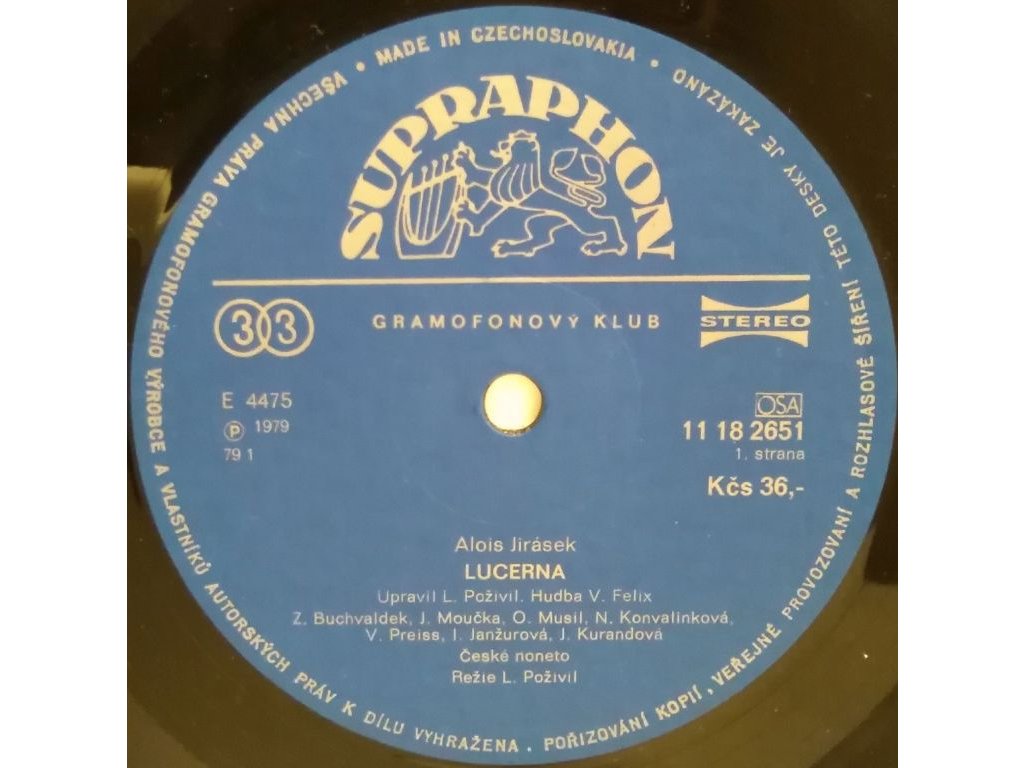 VŠECHNA PRÁVA GRAMOFONOVÉHO VÝROBCE A VLASTNÍKŮ AUTORSKÝCH PRÁV K DÍLU VYHRAŽENA. POŘIZOVÁNÍ KOPIÍ, VEŘEJNÉ PROVOZOVÁNÍ A ROZHLASOVÉ ŠÍŘENÍ TÉTO DESKY JE ZAKÁZÁNO • MADE IN CZECHOSLOVAKIA •
SUPRAPHON
33
GRAMOFONOVÝ KLUB
STEREO
E 4475
OSA
℗ 1979
11 18 2651
79 1
1. strana
Kčs 36,-
Alois Jirásek
LUCERNA
Upravil L. Poživil. Hudba V. Felix
Z. Buchvaldek, J. Moučka, O. Musil, N. Konvalinková,
V. Preiss, I. Janžurová, J. Kurandová
České noneto
Režie L. Poživil